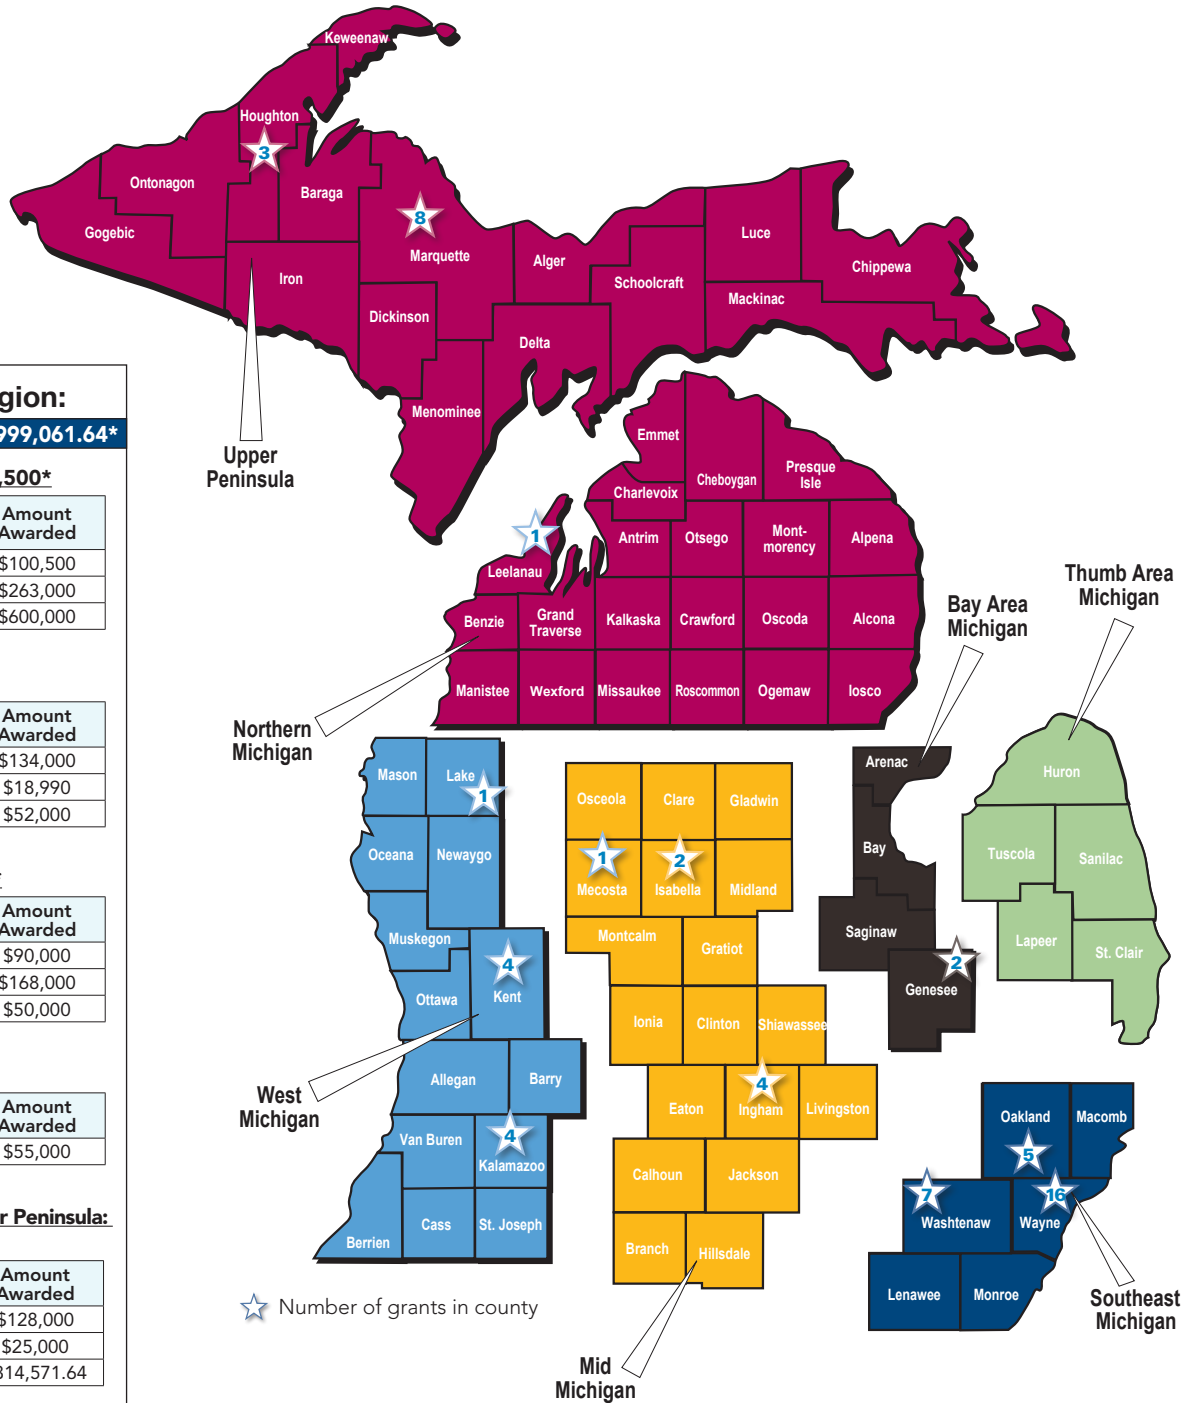 Keweenaw
Houghton
3
Ontonagon
Baraga
Gogebic
8
Marquette
Iron
Alger
Luce
Chippewa
Schoolcraft
Mackinac
Dickinson
Delta
Menominee
Upper
Peninsula
gion:
999,061.64*
,500*
Amount
Awarded
$100,500
$263,000
$600,000
Amount
Awarded
$134,000
$18,990
$52,000
Amount
Awarded
$90,000
$168,000
$50,000
Amount
Awarded
$55,000
r Peninsula:
Amount
Awarded
$128,000
$25,000
314,571.64
Emmet
Cheboygan
Presque
Isle
Charlevoix
1
Leelanau
Antrim
Otsego
Mont-
morency
Alpena
Benzie
Grand
Traverse
Kalkaska
Crawford
Oscoda
Alcona
Manistee
Wexford
Missaukee
Roscommon
Ogemaw
Iosco
Northern
Michigan
Bay Area
Michigan
Thumb Area
Michigan
Mason
Lake
1
Oceana
Newaygo
Muskegon
4
Kent
Ottawa
Allegan
Barry
West
Michigan
Van Buren
4
Kalamazoo
Cass
St. Joseph
Berrien
Osceola
Clare
Gladwin
1
Mecosta
2
Isabella
Midland
Montcalm
Gratiot
Ionia
Clinton
Shiawassee
Eaton
4
Ingham
Livingston
Calhoun
Jackson
Branch
Hillsdale
Mid
Michigan
Arenac
Bay
Saginaw
2
Genesee
Huron
Tuscola
Sanilac
Lapeer
St. Clair
Oakland
5
Macomb
7
Washtenaw
16
Wayne
Lenawee
Monroe
Southeast
Michigan
Number of grants in county